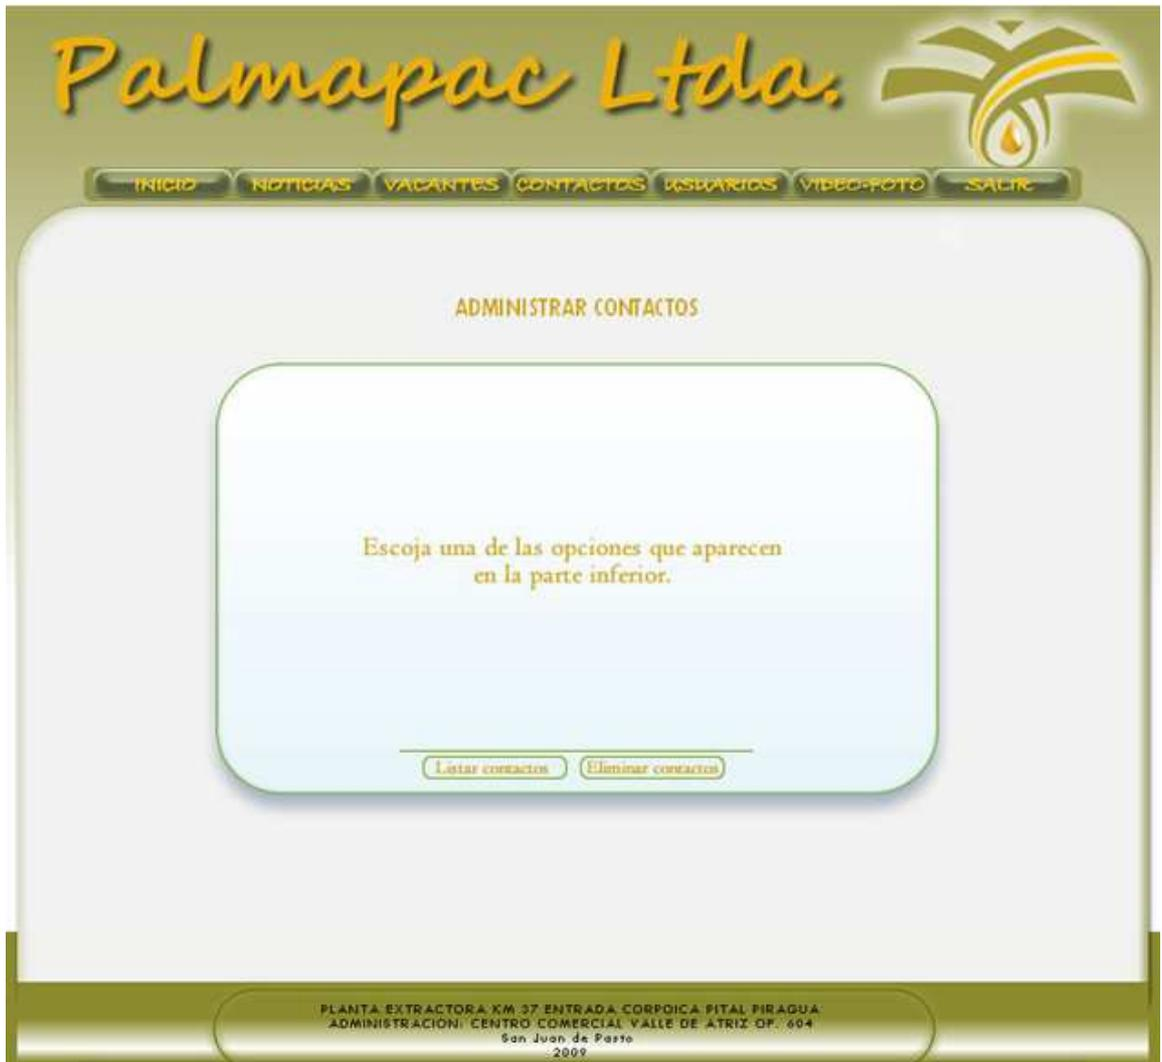 Palmapac Ltda.
INICIO NOTICIAS VACANTES CONTACTOS USUARIOS VIDEO-FOTO SALIR
ADMINISTRAR CONTACTOS
Escoja una de las opciones que aparecen
en la parte inferior.
Listar contactos Eliminar contactos
PLANTA EXTRACTORA KM 37 ENTRADA CORPOICA PITAL PIRAGUA
ADMINISTRACION: CENTRO COMERCIAL VALLE DE ATRIZ OF. 604
San Juan de Pasto
2009